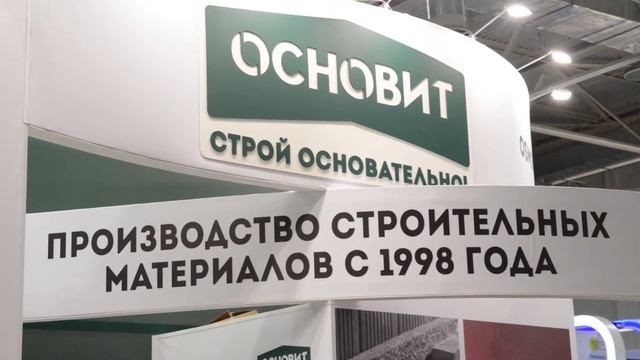 ОСНОВИТ
СТРОЙ ОСНОВАТЕЛЬНО!
ПРОИЗВОДСТВО СТРОИТЕЛЬНЫХ
МАТЕРИАЛОВ С 1998 ГОДА
ОСНОВИТ